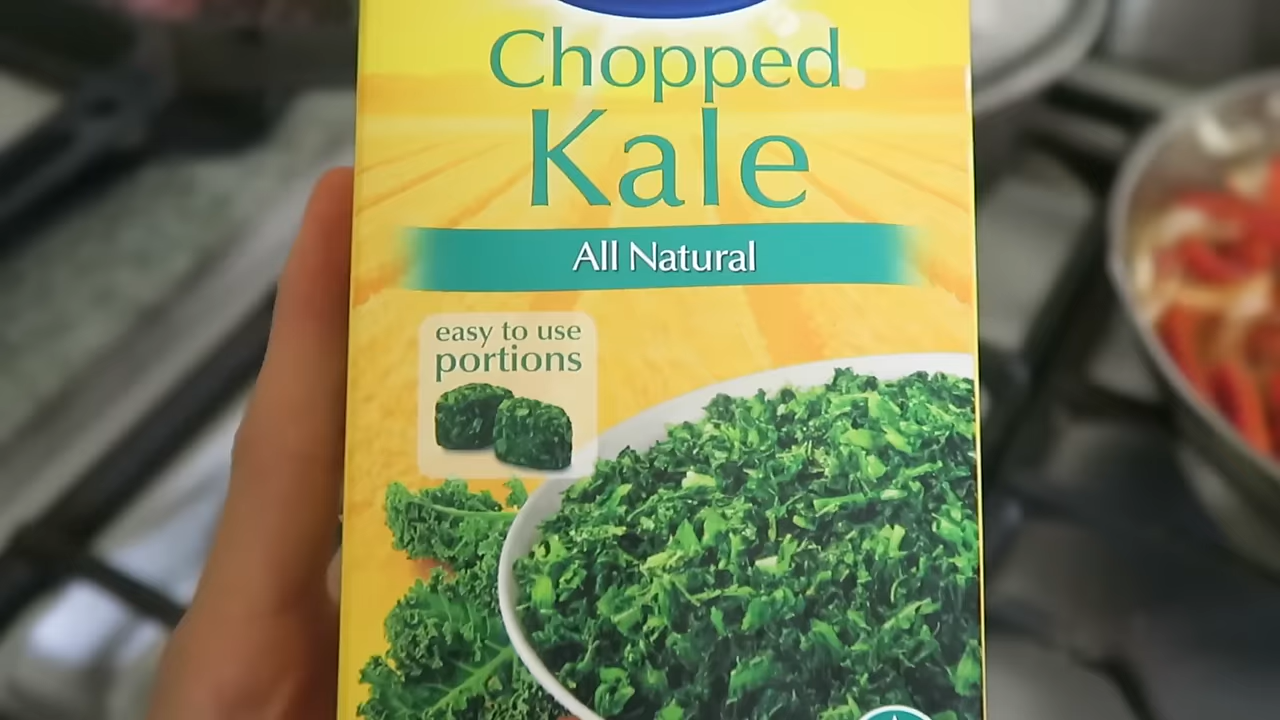 Chopped
Kale
All Natural
easy to use
portions